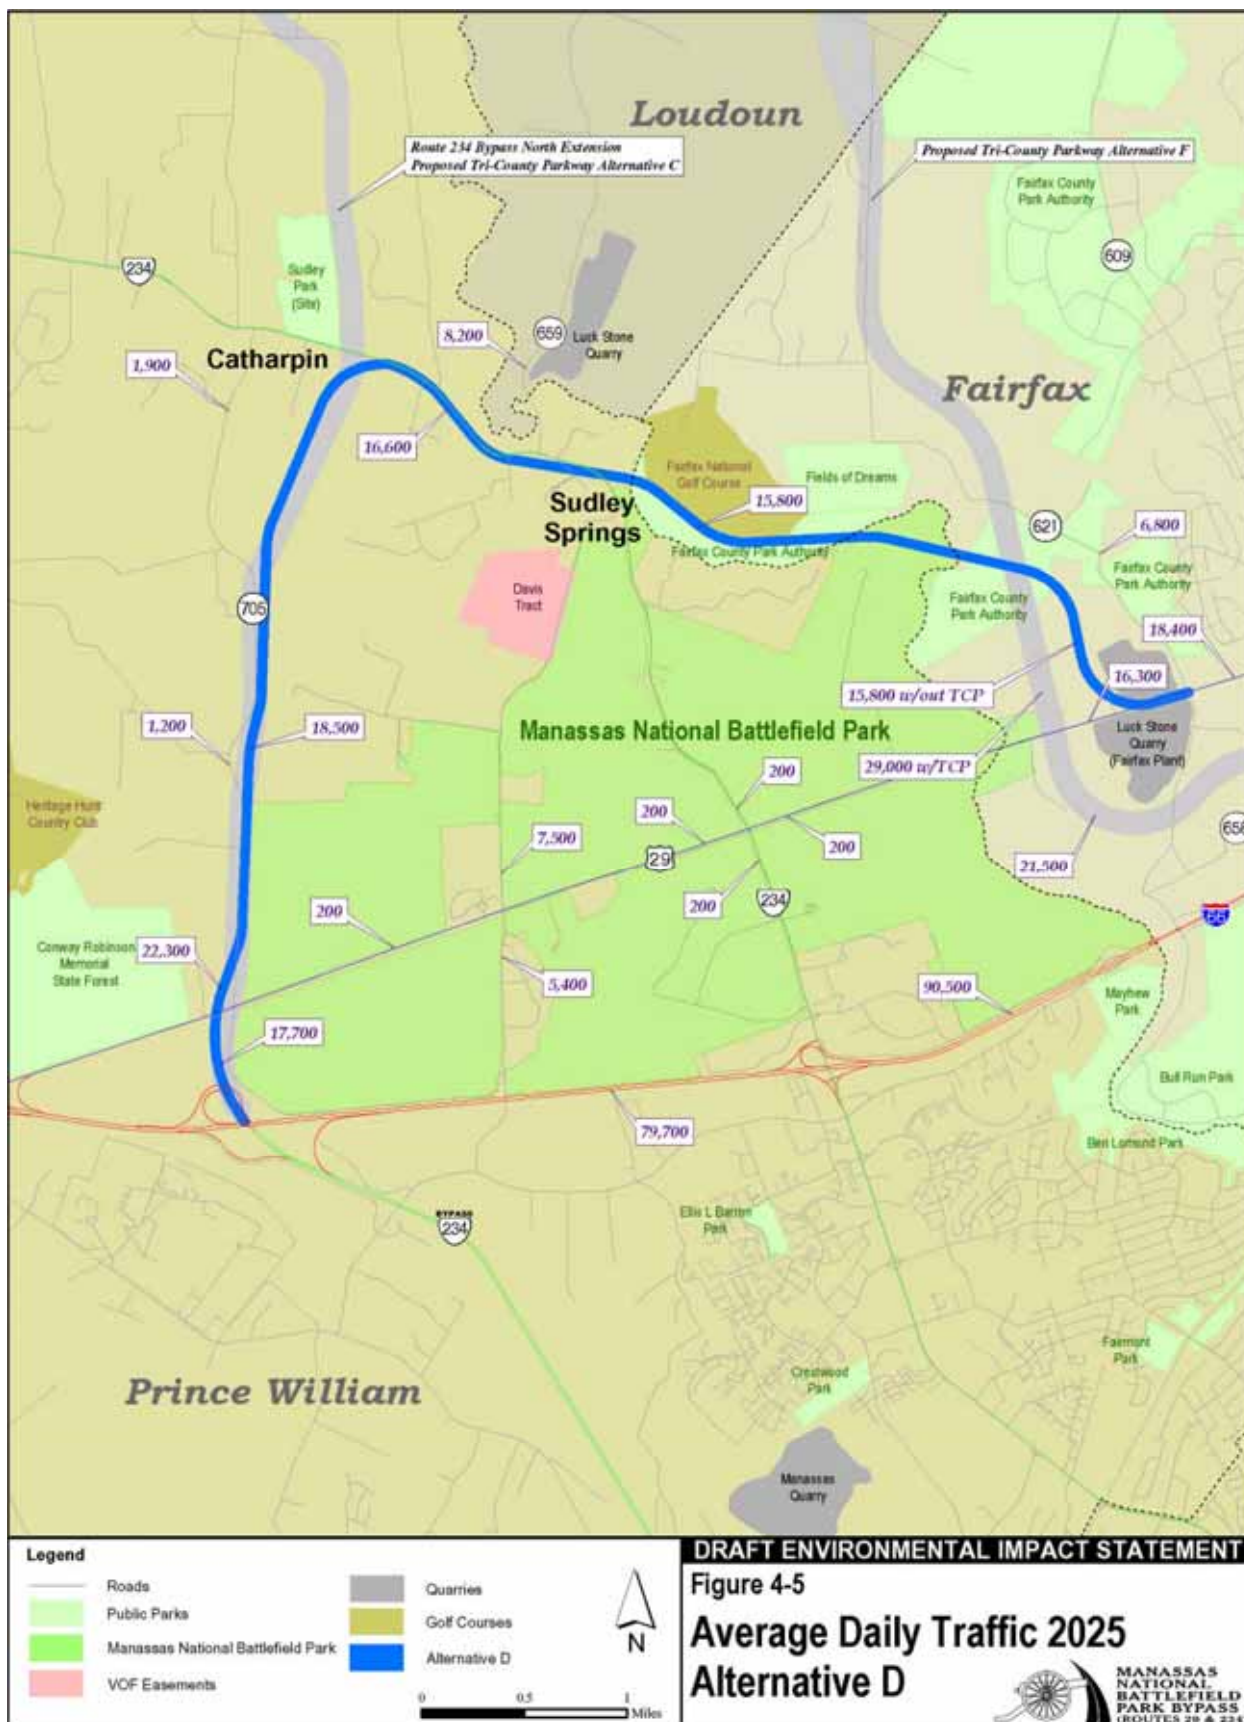 Loudoun
Route 234 Bypass North Extension
Proposed Tri-County Parkway Alternative C
Proposed Tri-County Parkway Alternative F
Fairfax County
Park Authority
609
234
Sudley
Park
(Site)
659
Luck Stone
Quarry
8,200
Catharpin
1,900
Fairfax
16,600
Fairfax National
Golf Course
Fields of Dreams
15,800
Sudley
Springs
621
6,800
Fairfax County Park Authority
Fairfax County
Park Authority
Fairfax County
Park Authority
Davis
Tract
705
18,400
16,300
15,800 w/out TCP
1,200
18,500
Manassas National Battlefield Park
Luck Stone
Quarry
(Fairfax Plant)
29,000 w/TCP
200
Heritage Hunt
Country Club
200
7,500
200
658
29
21,500
200
234
200
66
Conway Robinson
Memorial
State Forest
22,300
5,400
90,500
Mayhew
Park
17,700
Bull Run Park
79,700
Ben Lomond Park
BYPASS
234
Ellis L Barron
Park
Fairmont
Park
Crestwood
Park
Prince William
Manassas
Quarry
Legend
Roads
Public Parks
Manassas National Battlefield Park
VOF Easements
Quarries
Golf Courses
Alternative D
N
0 0.5 1
Miles
DRAFT ENVIRONMENTAL IMPACT STATEMENT
Figure 4-5
Average Daily Traffic 2025
Alternative D
MANASSAS
NATIONAL
BATTLEFIELD
PARK BYPASS
(ROUTES 29 & 234)